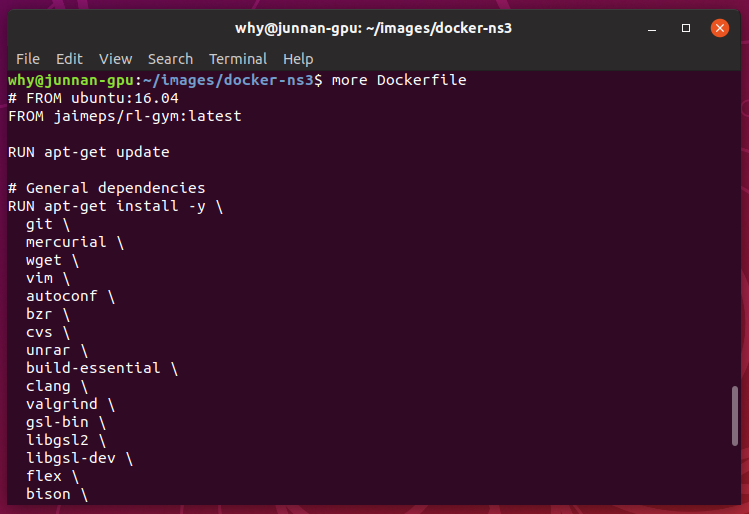 why@junnan-gpu: ~/images/docker-ns3
File Edit View Search Terminal Help
why@junnan-gpu:~/images/docker-ns3$ more Dockerfile
# FROM ubuntu:16.04
FROM jaimeps/rl-gym:latest

RUN apt-get update

# General dependencies
RUN apt-get install -y \
  git \
  mercurial \
  wget \
  vim \
  autoconf \
  bzr \
  cvs \
  unrar \
  build-essential \
  clang \
  valgrind \
  gsl-bin \
  libgsl2 \
  libgsl-dev \
  flex \
  bison \